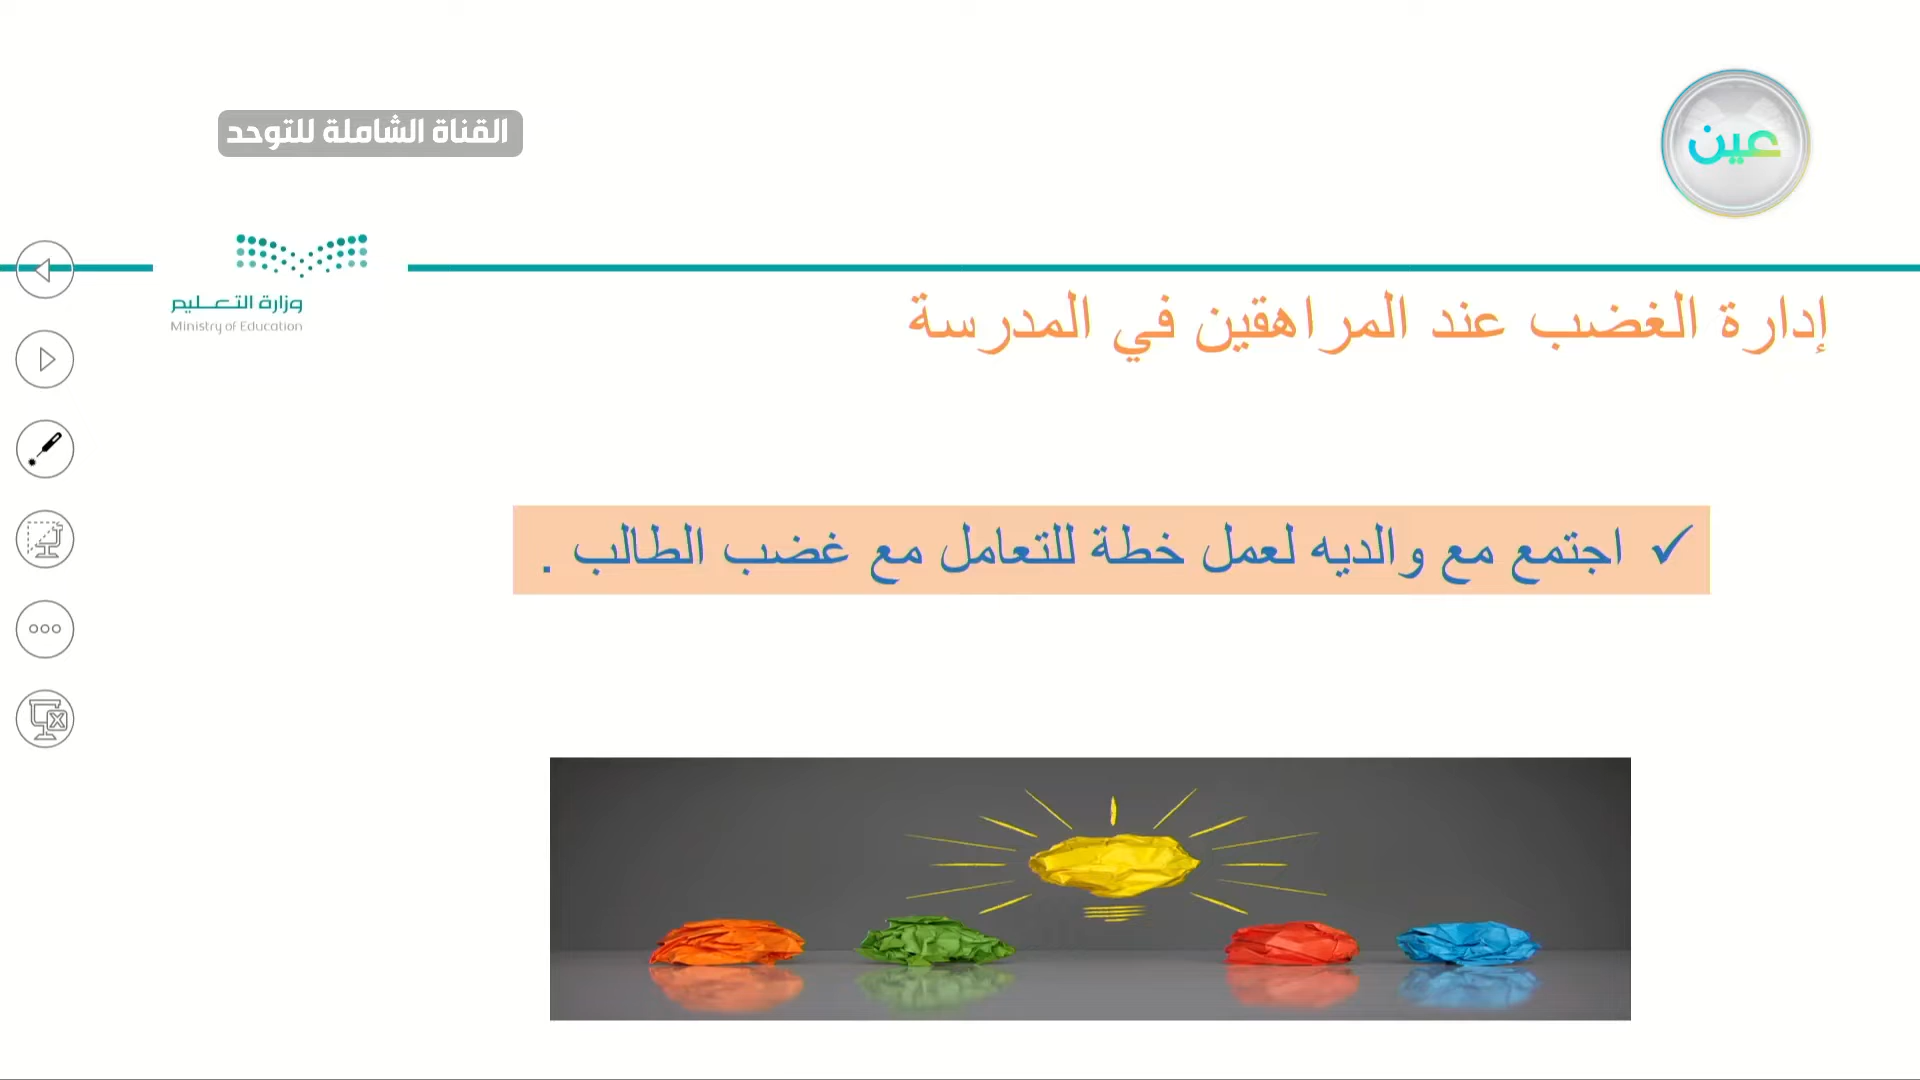 القناة الشاملة للتوحد
عين
وزارة التعليم
Ministry of Education
إدارة الغضب عند المراهقين في المدرسة
✓ اجتمع مع والديه لعمل خطة للتعامل مع غضب الطالب .